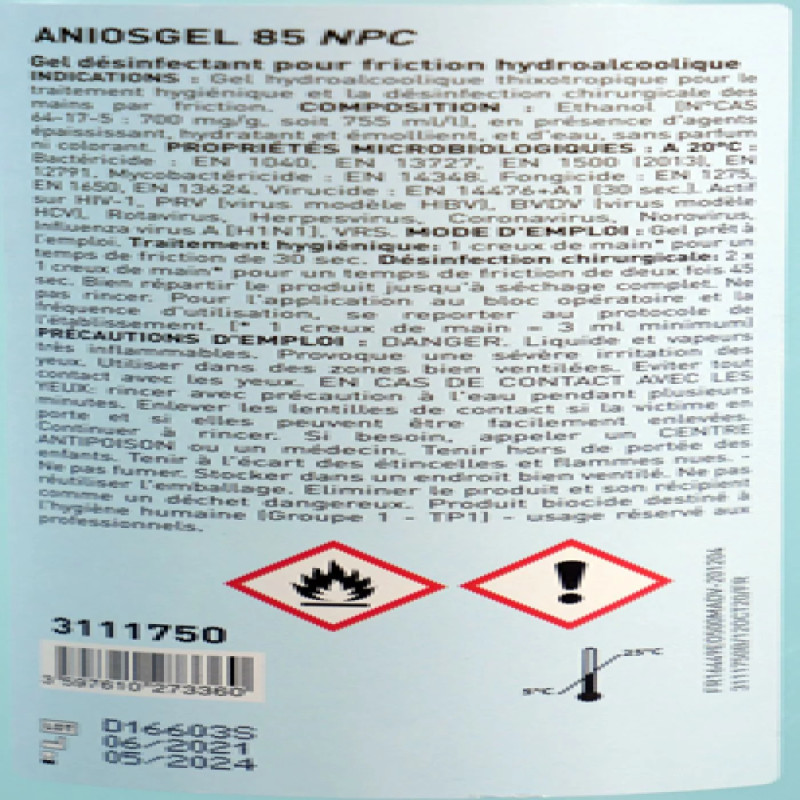 ANIOSGEL 85 NPC
Gel désinfectant pour friction hydroalcoolique
INDICATIONS : Gel hydroalcoolique thixotropique pour le
traitement hygiénique et la désinfection chirurgicale des
mains par friction. COMPOSITION : Ethanol (N°CAS
64-17-5 : 700 mg/g, soit 755 ml/l), en présence d'agents
épaississant, hydratant et émollient, et d'eau, sans parfum
ni colorant. PROPRIÉTÉS MICROBIOLOGIQUES : A 20°C :
Bactéricide : EN 1040, EN 13727, EN 1500 (2013), EN
12791. Mycobactéricide : EN 14348. Fongicide : EN 1275,
EN 1650, EN 13624. Virucide : EN 14476+A1 (30 sec.). Actif
sur HIV-1, PRV (virus modèle HBV), BVDV (virus modèle
HCV), Rotavirus, Herpesvirus, Coronavirus, Norovirus,
Influenza virus A (H1N1), VRS. MODE D'EMPLOI : Gel prêt à
l'emploi. Traitement hygiénique: 1 creux de main* pour un
temps de friction de 30 sec. Désinfection chirurgicale: 2 x
1 creux de main* pour un temps de friction de deux fois 45
sec. Bien répartir le produit jusqu'à séchage complet. Ne
pas rincer. Pour l'application au bloc opératoire et la
fréquence d'utilisation, se reporter au protocole de
l'établissement. (* 1 creux de main = 3 ml minimum)
PRÉCAUTIONS D'EMPLOI : DANGER. Liquide et vapeurs
très inflammables. Provoque une sévère irritation des
yeux. Utiliser dans des zones bien ventilées. Eviter tout
contact avec les yeux. EN CAS DE CONTACT AVEC LES
YEUX: rincer avec précaution à l'eau pendant plusieurs
minutes. Enlever les lentilles de contact si la victime en
porte et si elles peuvent être facilement enlevées.
Continuer à rincer. Si besoin, appeler un CENTRE
ANTIPOISON ou un médecin. Tenir hors de portée des
enfants. Tenir à l'écart des étincelles et flammes nues. -
Ne pas fumer. Stocker dans un endroit bien ventilé. Ne pas
réutiliser l'emballage. Eliminer le produit et son récipient
comme un déchet dangereux. Produit biocide destiné à
l'hygiène humaine (Groupe 1 - TP1) - usage réservé aux
professionnels.
3111750
3 597610 273360
25°C
5°C
LOT
D16603S
06/2021
05/2024
3111750B/12OCT20/FR